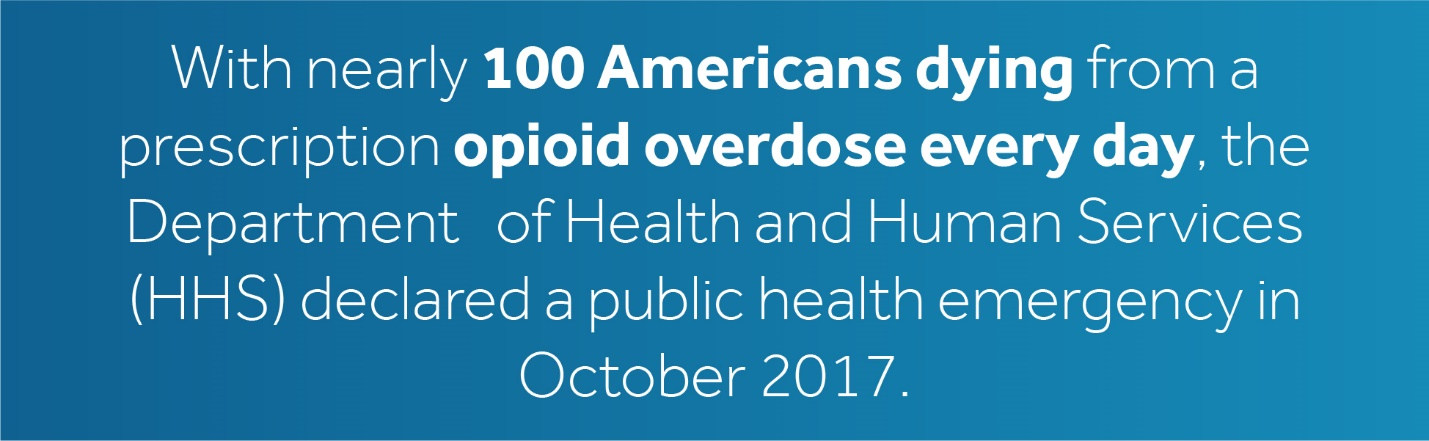 With nearly 100 Americans dying from a
prescription opioid overdose every day, the
Department of Health and Human Services
(HHS) declared a public health emergency in
October 2017.